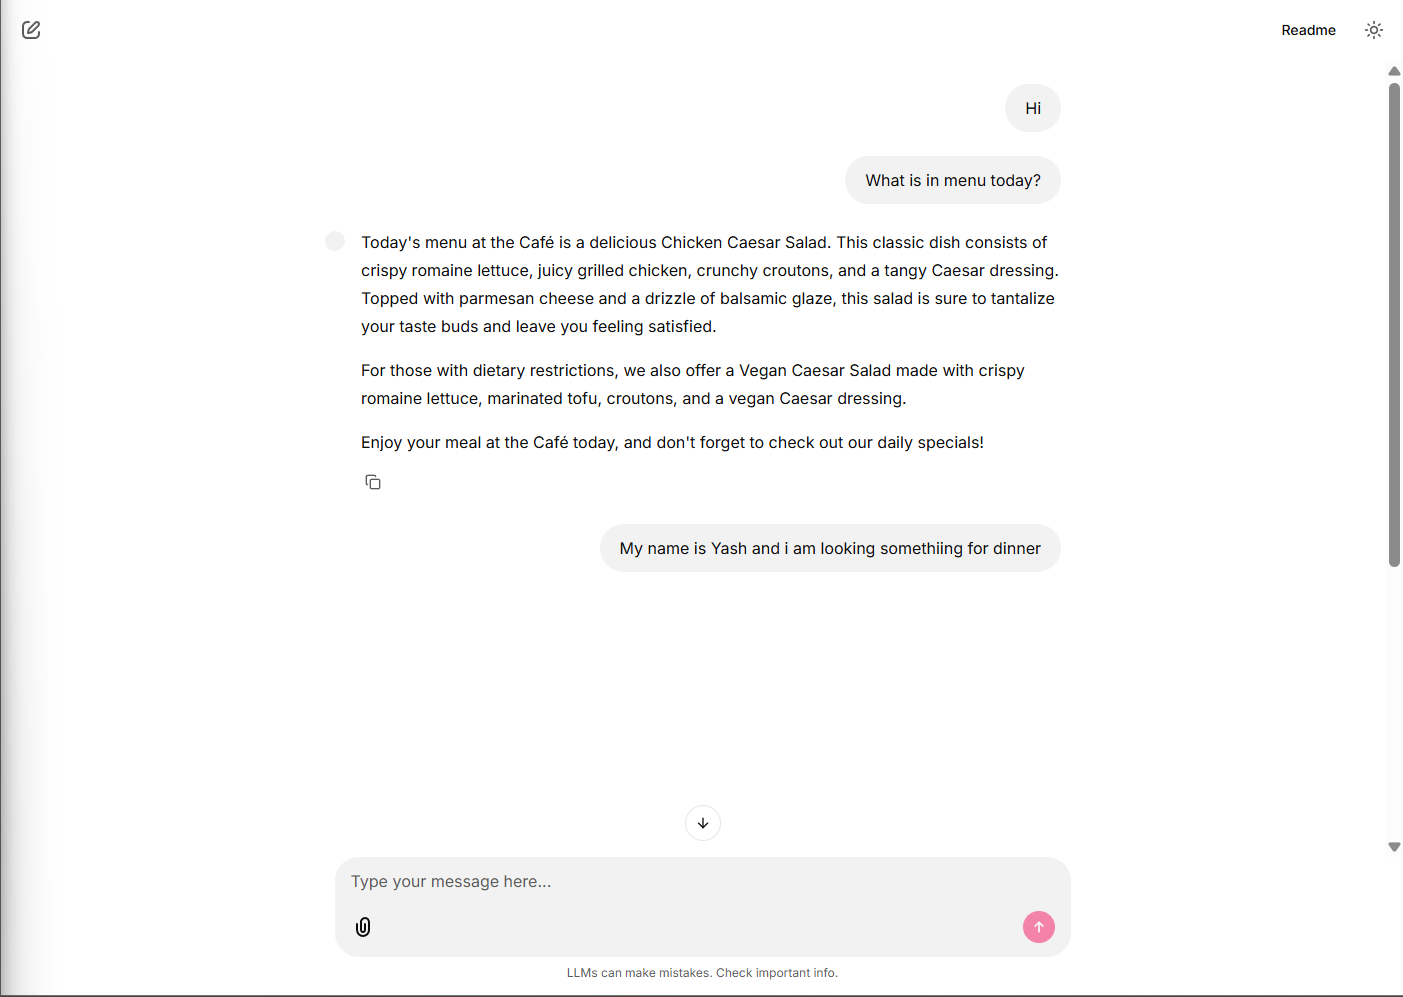 Readme
Hi
What is in menu today?
Today's menu at the Café is a delicious Chicken Caesar Salad. This classic dish consists of
crispy romaine lettuce, juicy grilled chicken, crunchy croutons, and a tangy Caesar dressing.
Topped with parmesan cheese and a drizzle of balsamic glaze, this salad is sure to tantalize
your taste buds and leave you feeling satisfied.
For those with dietary restrictions, we also offer a Vegan Caesar Salad made with crispy
romaine lettuce, marinated tofu, croutons, and a vegan Caesar dressing.
Enjoy your meal at the Café today, and don't forget to check out our daily specials!
My name is Yash and i am looking somethiing for dinner
Type your message here...
LLMs can make mistakes. Check important info.